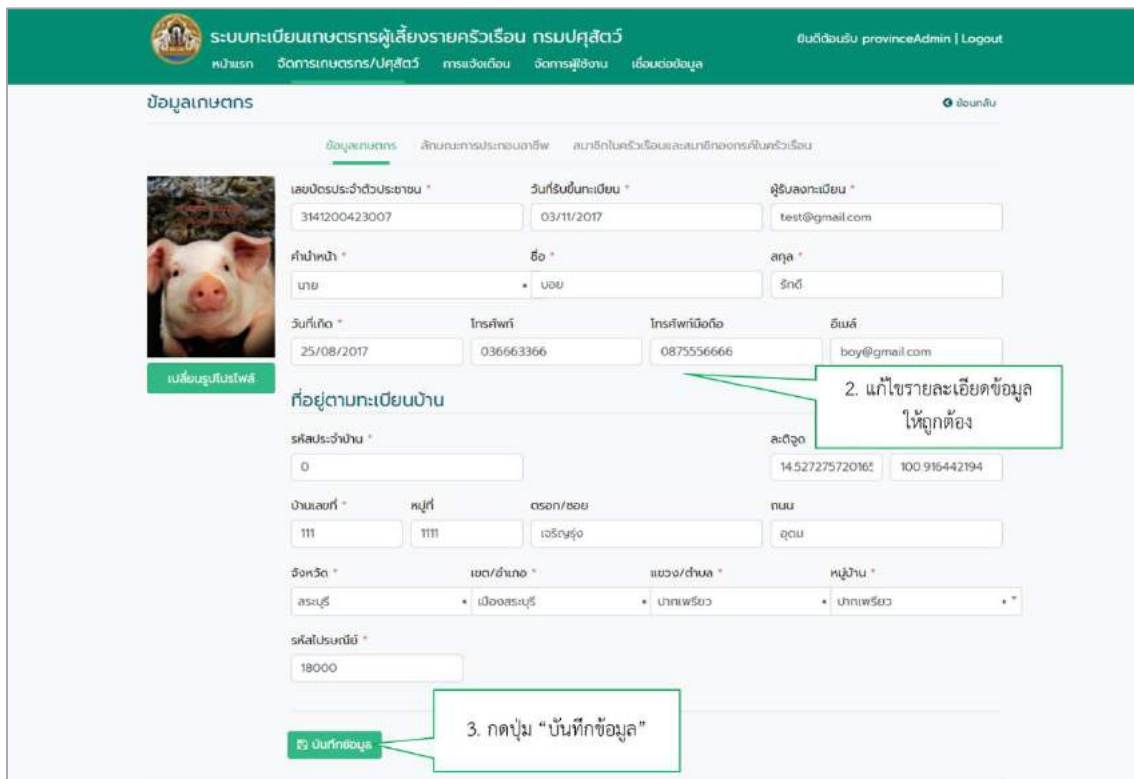 ระบบทะเบียนเกษตรกรผู้เลี้ยงรายครัวเรือน กรมปศุสัตว์
ยินดีต้อนรับ provinceAdmin | Logout
หน้าแรก จัดการเกษตรกร/ปศุสัตว์ การแจ้งเตือน จัดการผู้ใช้งาน เชื่อมต่อข้อมูล
ข้อมูลเกษตกร ย้อนกลับ
ข้อมูลเกษตกร ลักษณะการประกอบอาชีพ สมาชิกในครัวเรือนและสมาชิกองกรค์ในครัวเรือน
เลขบัตรประจำตัวประชาชน * วันที่รับขึ้นทะเบียน * ผู้รับลงทะเบียน *
3141200423007 03/11/2017 test@gmail.com
คำนำหน้า * ชื่อ * สกุล *
นาย บอย รักดี
วันที่เกิด * โทรศัพท์ โทรศัพท์มือถือ อีเมล์
25/08/2017 036663366 0875556666 boy@gmail.com
เปลี่ยนรูปโปรไฟล์
2. แก้ไขรายละเอียดข้อมูล
ให้ถูกต้อง
ที่อยู่ตามทะเบียนบ้าน
รหัสประจำบ้าน * ละติจูด
0 14.52727572016 100.916442194
บ้านเลขที่ * หมู่ที่ ตรอก/ซอย ถนน
111 1111 เจริญรุ่ง อุดม
จังหวัด * เขต/อำเภอ * แขวง/ตำบล * หมู่บ้าน *
สระบุรี เมืองสระบุรี ปากเพรียว ปากเพรียว
รหัสไปรษณีย์ *
18000
3. กดปุ่ม “บันทึกข้อมูล”
บันทึกข้อมูล